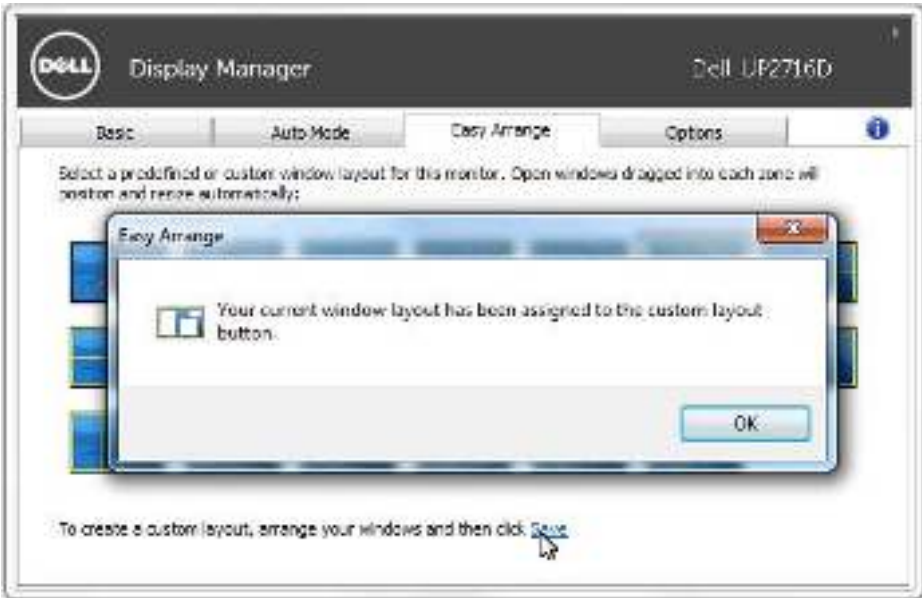 DELL
Display Manager
Dell UP2716D
Basic
Auto Mode
Easy Arrange
Options
Select a predefined or custom window layout for this monitor. Open windows dragged into each zone will
position and resize automatically:
Easy Arrange
Your current window layout has been assigned to the custom layout
button.
OK
To create a custom layout, arrange your windows and then click Save